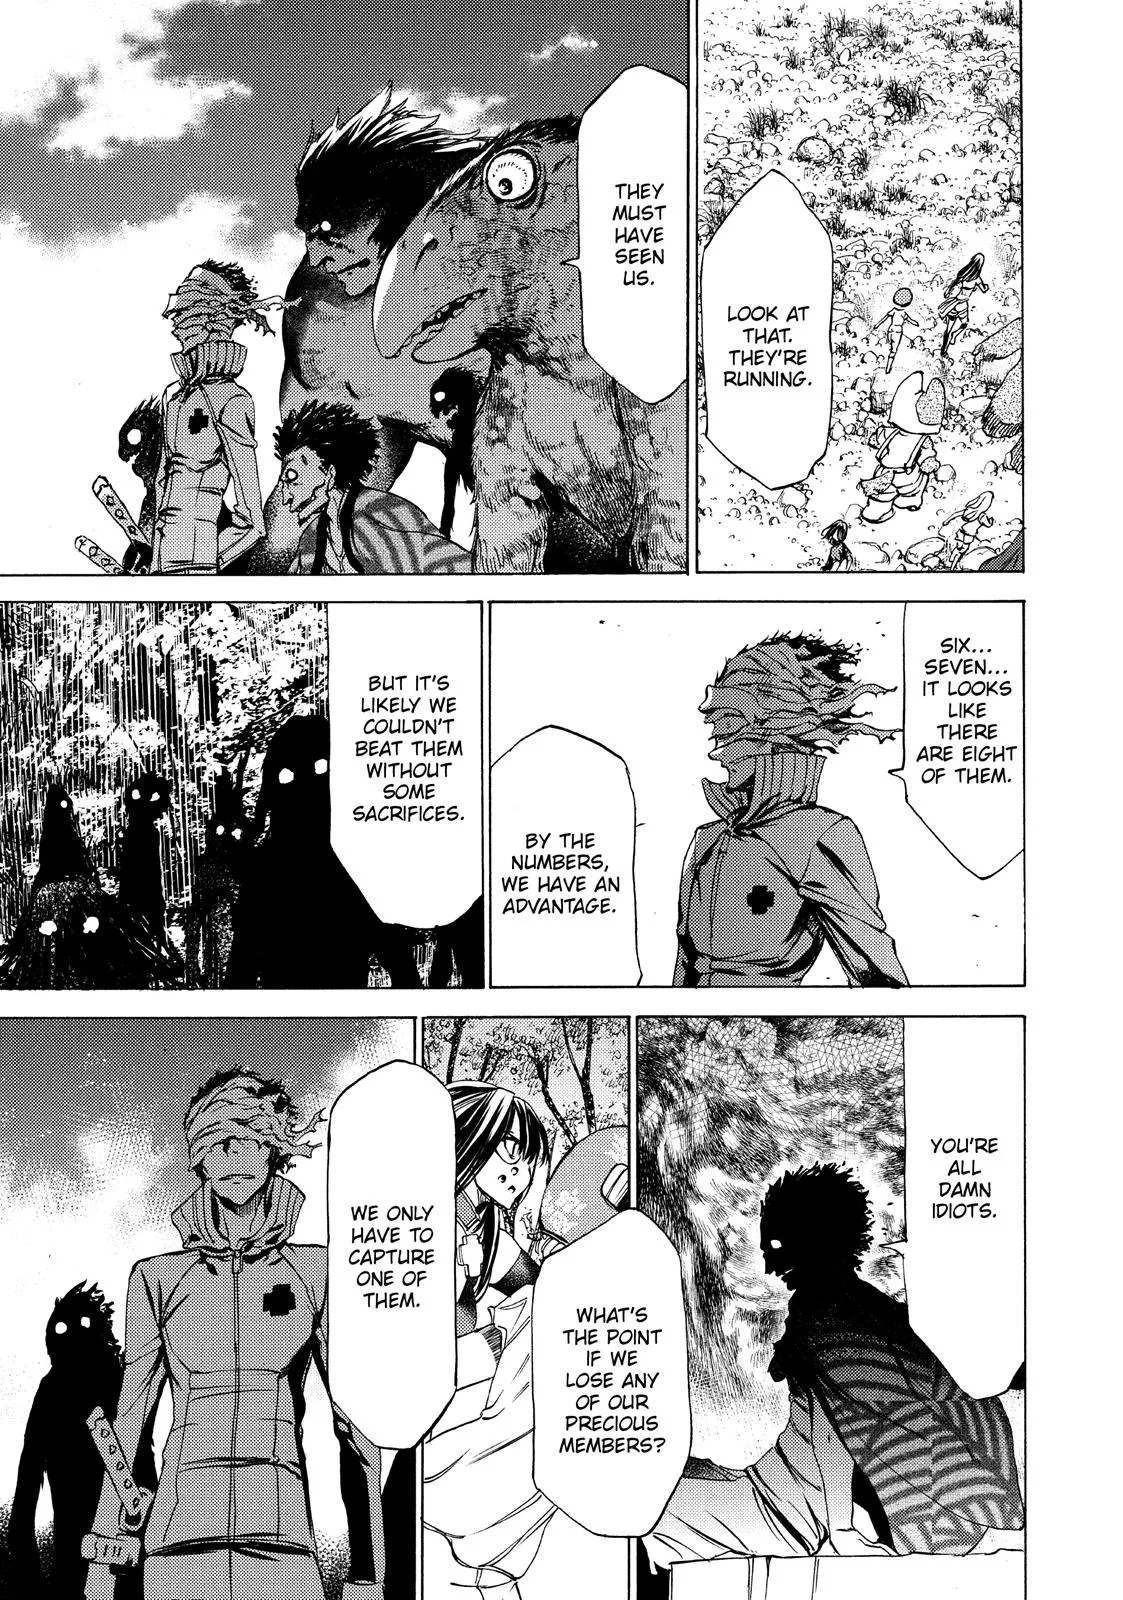 LOOK AT
THAT.
THEY'RE
RUNNING.
THEY
MUST
HAVE
SEEN
US.
SIX...
SEVEN...
IT LOOKS
LIKE
THERE
ARE EIGHT
OF THEM.
BY THE
NUMBERS,
WE HAVE AN
ADVANTAGE.
BUT IT'S
LIKELY WE
COULDN'T
BEAT THEM
WITHOUT
SOME
SACRIFICES.
YOU'RE
ALL
DAMN
IDIOTS.
WHAT'S
THE POINT
IF WE
LOSE ANY
OF OUR
PRECIOUS
MEMBERS?
WE ONLY
HAVE TO
CAPTURE
ONE OF
THEM.